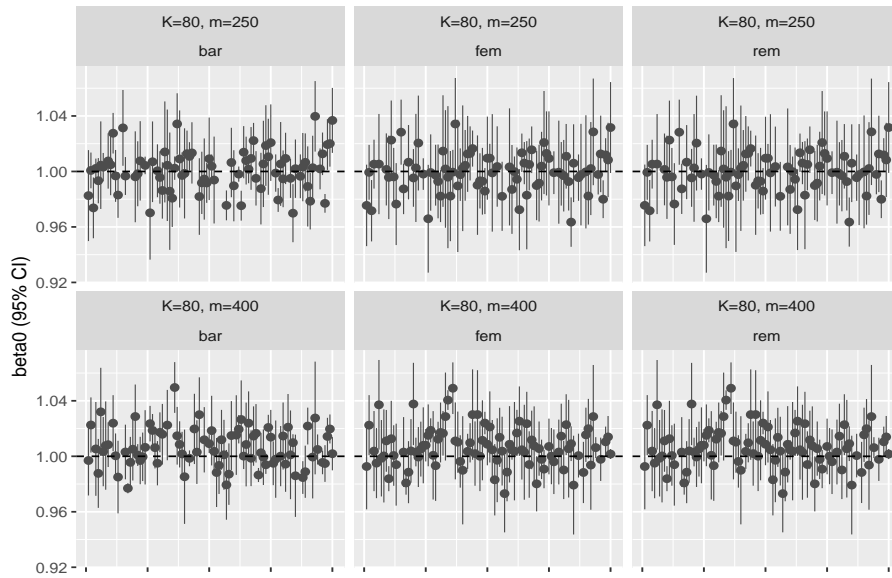 K=80, m=250
K=80, m=250
K=80, m=250
bar
fem
rem
1.04
1.00
0.96
0.92
K=80, m=400
K=80, m=400
K=80, m=400
bar
fem
rem
1.04
1.00
0.96
0.92
beta0 (95% CI)